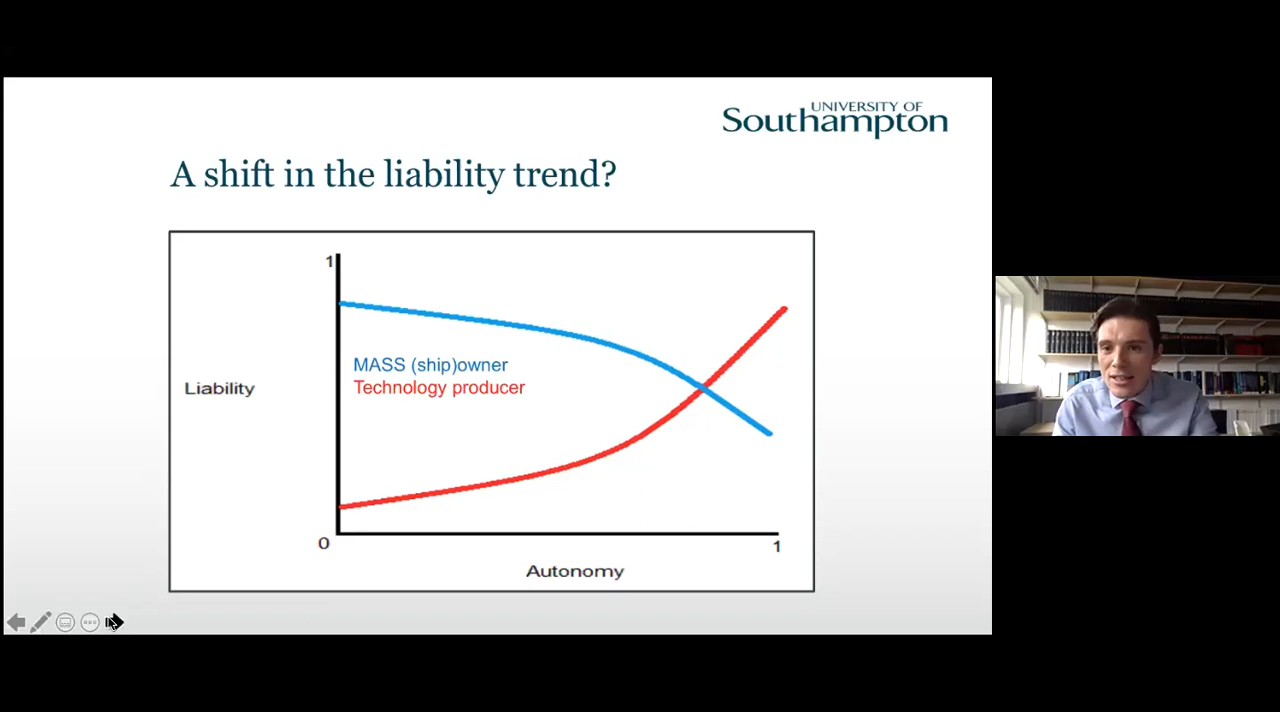 UNIVERSITY OF
Southampton
A shift in the liability trend?
1
MASS (ship)owner
Technology producer
Liability
0
1
Autonomy